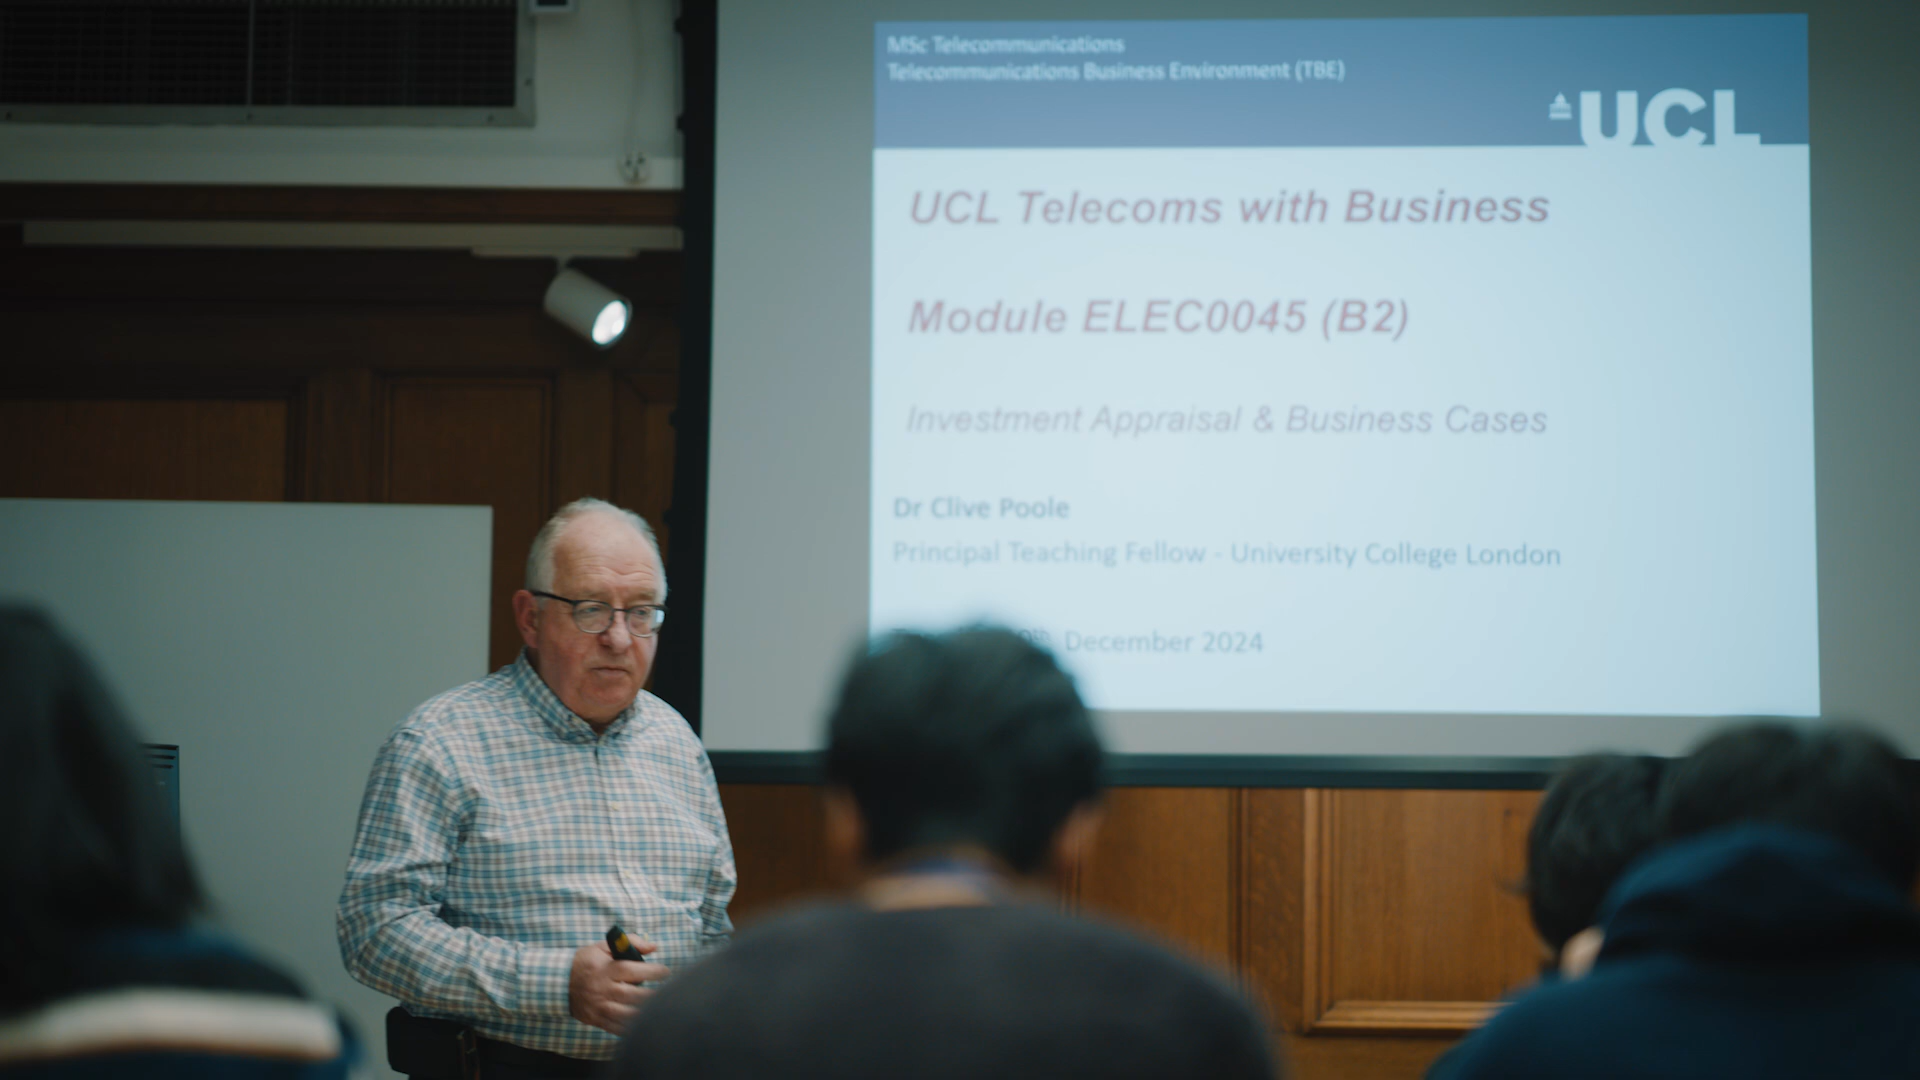 MSc Telecommunications
Telecommunications Business Environment (TBE)
UCL
UCL Telecoms with Business
Module ELEC0045 (B2)
Investment Appraisal & Business Cases
Dr Clive Poole
Principal Teaching Fellow - University College London
December 2024